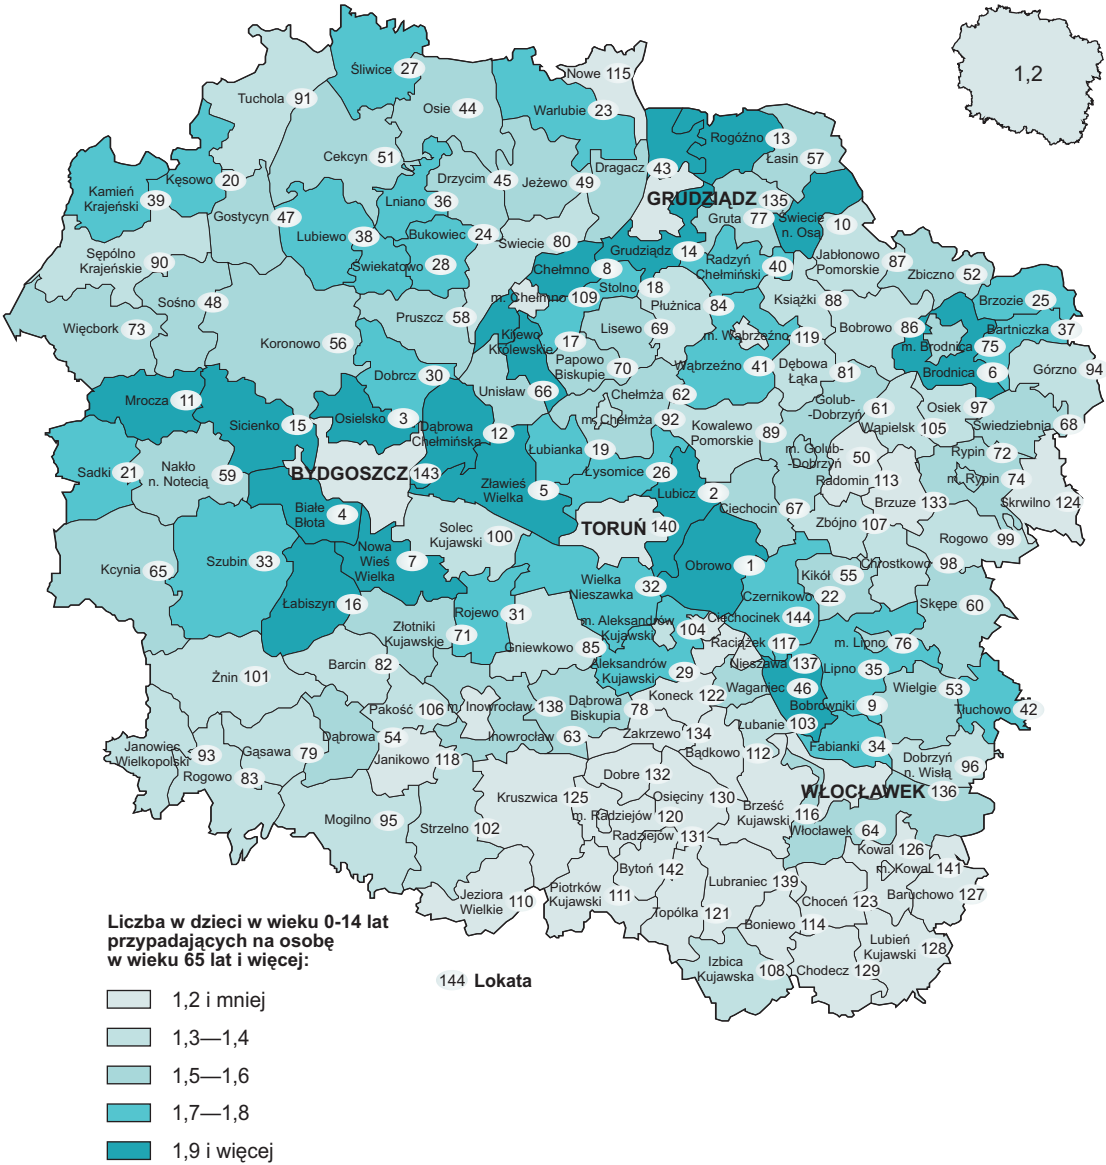 1,2
Śliwice 27
Nowe 115
Tuchola 91
Osie 44
Warlubie 23
Rogóźno 13
Łasin 57
Cekcyn 51
Dragacz 43
Kęsowo 20
Drzycim 45
Jeżewo 49
Kamień
Krajeński 39
GRUDZIĄDZ 135
Lniano 36
Gostycyn 47
Gruta 77
Świecie
n. Osą 10
Lubiewo 38
Bukowiec 24
Świecie 80
Grudziądz 14
Sępólno
Krajeńskie 90
Świekatowo 28
Chełmno 8
Radzyń
Chełmiński 40
Jabłonowo
Pomorskie 87
Zbiczno 52
Stolno 18
m. Chełmno 109
Sośno 48
Płużnica 84
Książki 88
Brzozie 25
Więcbork 73
Pruszcz 58
Lisewo 69
Bobrowo 86
Bartniczka 37
Koronowo 56
Kijewo
Królewskie 17
m. Wąbrzeźno 119
m. Brodnica 75
Papowo
Biskupie 70
Wąbrzeźno 41
Dębowa
Łąka 81
Brodnica 6
Górzno 94
Dobrcz 30
Unisław 66
Chełmża 62
Mrocza 11
Golub-
-Dobrzyń 61
Osiek 97
Osielsko 3
Sicienko 15
m. Chełmża 92
Wąpielsk 105
Świedziebnia 68
Dąbrowa
Chełmińska 12
Kowalewo
Pomorskie 89
Łubianka 19
m. Golub-
-Dobrzyń 50
Rypin 72
Sadki 21
Nakło
n. Notecią 59
BYDGOSZCZ 143
Łysomice 26
Radomin 113
m. Rypin 74
Zławieś
Wielka 5
Lubicz 2
Ciechocin 67
Brzuze 133
Skrwilno 124
Białe
Błota 4
TORUŃ 140
Zbójno 107
Solec
Kujawski 100
Rogowo 99
Kcynia 65
Szubin 33
Nowa
Wieś
Wielka 7
Obrowo 1
Kikół 55
Chrostkowo 98
Wielka
Nieszawka 32
Czernikowo 22
Łabiszyn 16
Skępe 60
Rojewo 31
Złotniki
Kujawskie 71
m. Aleksandrów
Kujawski 104
Ciechocinek 144
Raciążek 117
m. Lipno 76
Gniewkowo 85
Barcin 82
Żnin 101
Aleksandrów
Kujawski 29
Nieszawa 137
Lipno 35
Koneck 122
Waganiec 46
Wielgie 53
Bobrowniki 9
Tłuchowo 42
Pakość 106
m. Inowrocław 138
Dąbrowa
Biskupie 78
Łubanie 103
Zakrzewo 134
Dąbrowa 54
Inowrocław 63
Janowiec
Wielkopolski 93
Gąsawa 79
Bądkowo 112
Fabianki 34
Janikowo 118
Dobrzyń
n. Wisłą 96
Rogowo 83
Dobre 132
WŁOCŁAWEK 136
Kruszwica 125
Osięciny 130
Brześć
Kujawski 116
m. Radziejów 120
Mogilno 95
Strzelno 102
Radziejów 131
Włocławek 64
Kowal 126
Bytoń 142
m. Kowal 141
Lubraniec 139
Piotrków
Kujawski 111
Jeziora
Wielkie 110
Baruchowo 127
Choceń 123
Topólka 121
Boniewo 114
Lubień
Kujawski 128
Izbica
Kujawska 108
Chodecz 129
Liczba w dzieci w wieku 0-14 lat
przypadających na osobę
w wieku 65 lat i więcej:
144 Lokata
1,2 i mniej
1,3—1,4
1,5—1,6
1,7—1,8
1,9 i więcej